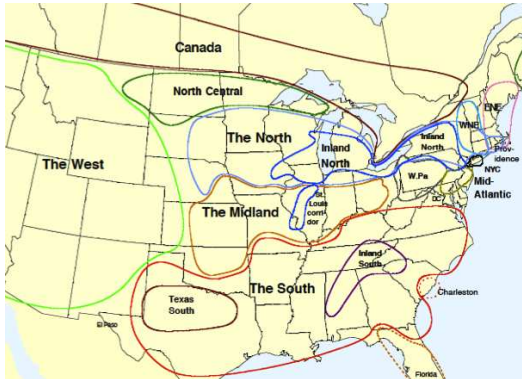 Canada
North Central
ENE
WNE
The North
Inland
North
Inland
North
Prov-
idence
The West
NYC
W.Pa
Mid-
Atlantic
St.
Louis
corri-
dor
The Midland
DC
Inland
South
The South
Texas
South
Charleston
El Paso
Florida